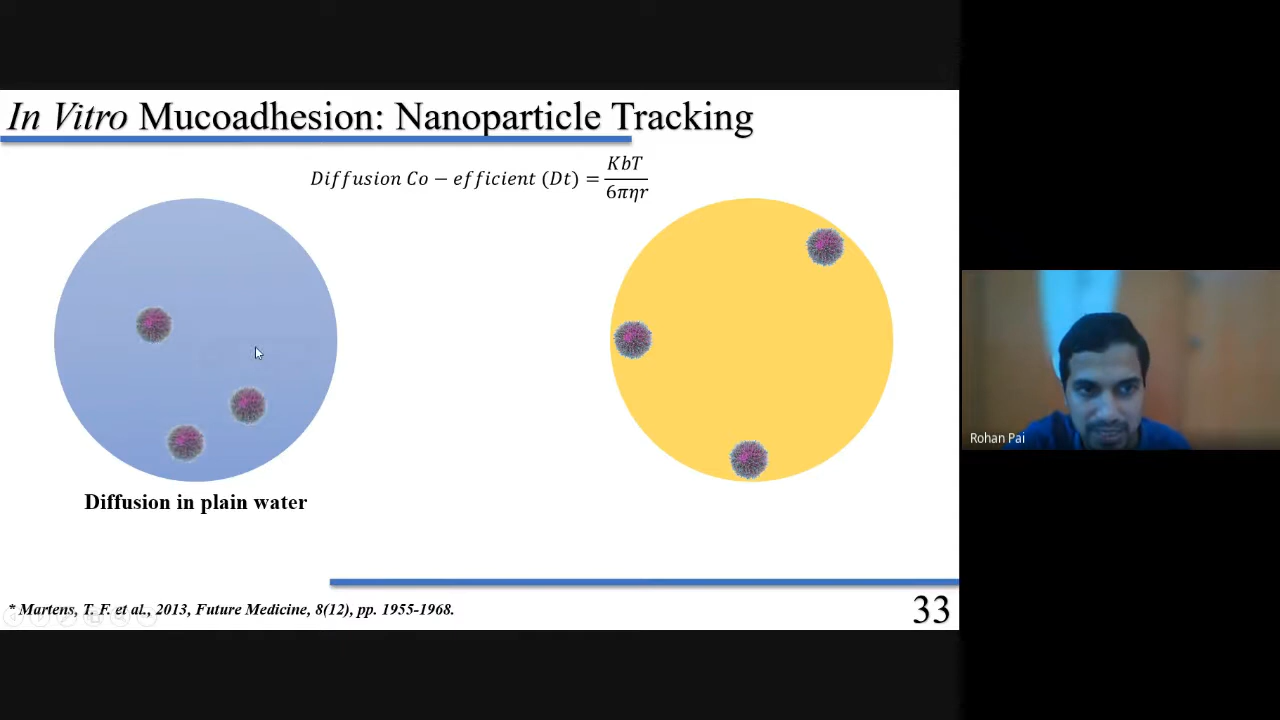 In Vitro Mucoadhesion: Nanoparticle Tracking
Diffusion Co − efficient (Dt) = KbT / 6πηr
Diffusion in plain water
Rohan Pai
* Martens, T. F. et al., 2013, Future Medicine, 8(12), pp. 1955-1968.
33